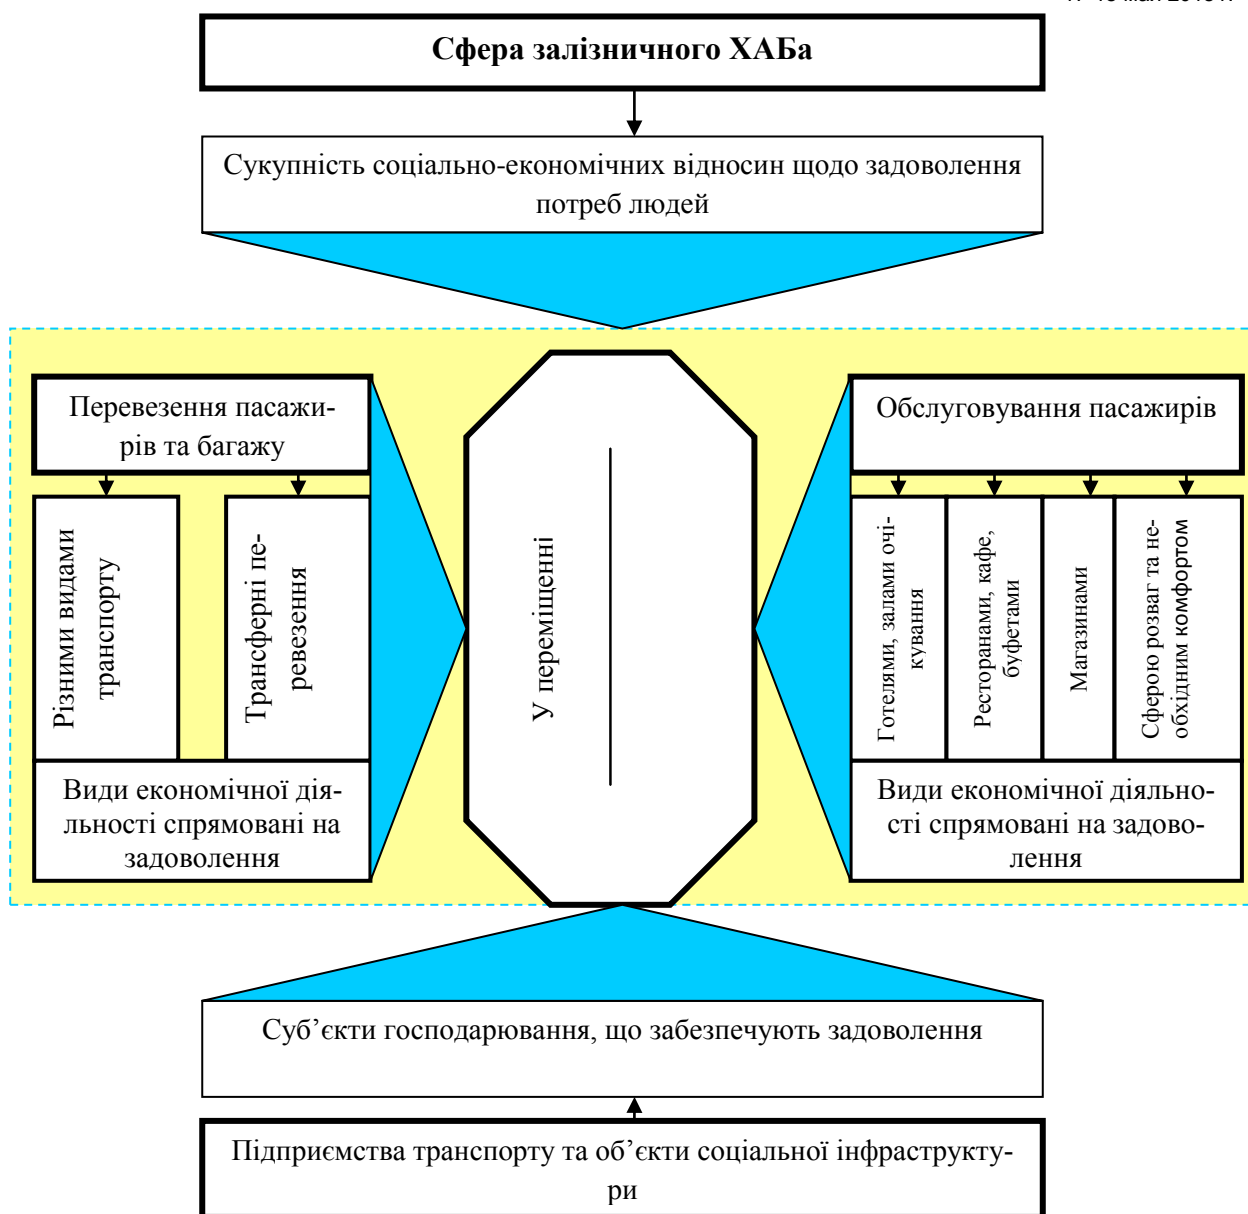 Сфера залізничного ХАБа
Сукупність соціально-економічних відносин щодо задоволення
потреб людей
Перевезення пасажи-
рів та багажу
Різними видами
транспорту
Трансферні пе-
ревезення
Види економічної дія-
льності спрямовані на
задоволення
У переміщенні
Обслуговування пасажирів
Готелями, залами очі-
кування
Ресторанами, кафе,
буфетами
Магазинами
Сферою розваг та не-
обхідним комфортом
Види економічної діяльно-
сті спрямовані на задово-
лення
Суб’єкти господарювання, що забезпечують задоволення
Підприємства транспорту та об’єкти соціальної інфраструкту-
ри